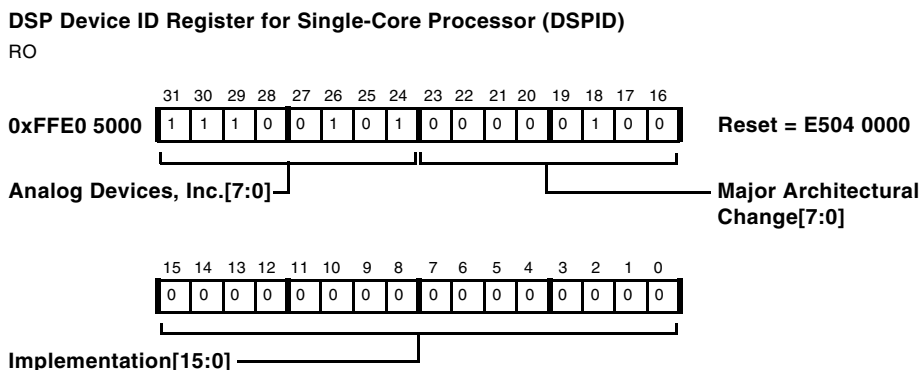 DSP Device ID Register for Single-Core Processor (DSPID)
RO
31 30 29 28 27 26 25 24 23 22 21 20 19 18 17 16
0xFFE0 5000 1 1 1 0 0 1 0 1 0 0 0 0 0 1 0 0 Reset = E504 0000
Analog Devices, Inc.[7:0]
Major Architectural
Change[7:0]
15 14 13 12 11 10 9 8 7 6 5 4 3 2 1 0
0 0 0 0 0 0 0 0 0 0 0 0 0 0 0 0
Implementation[15:0]